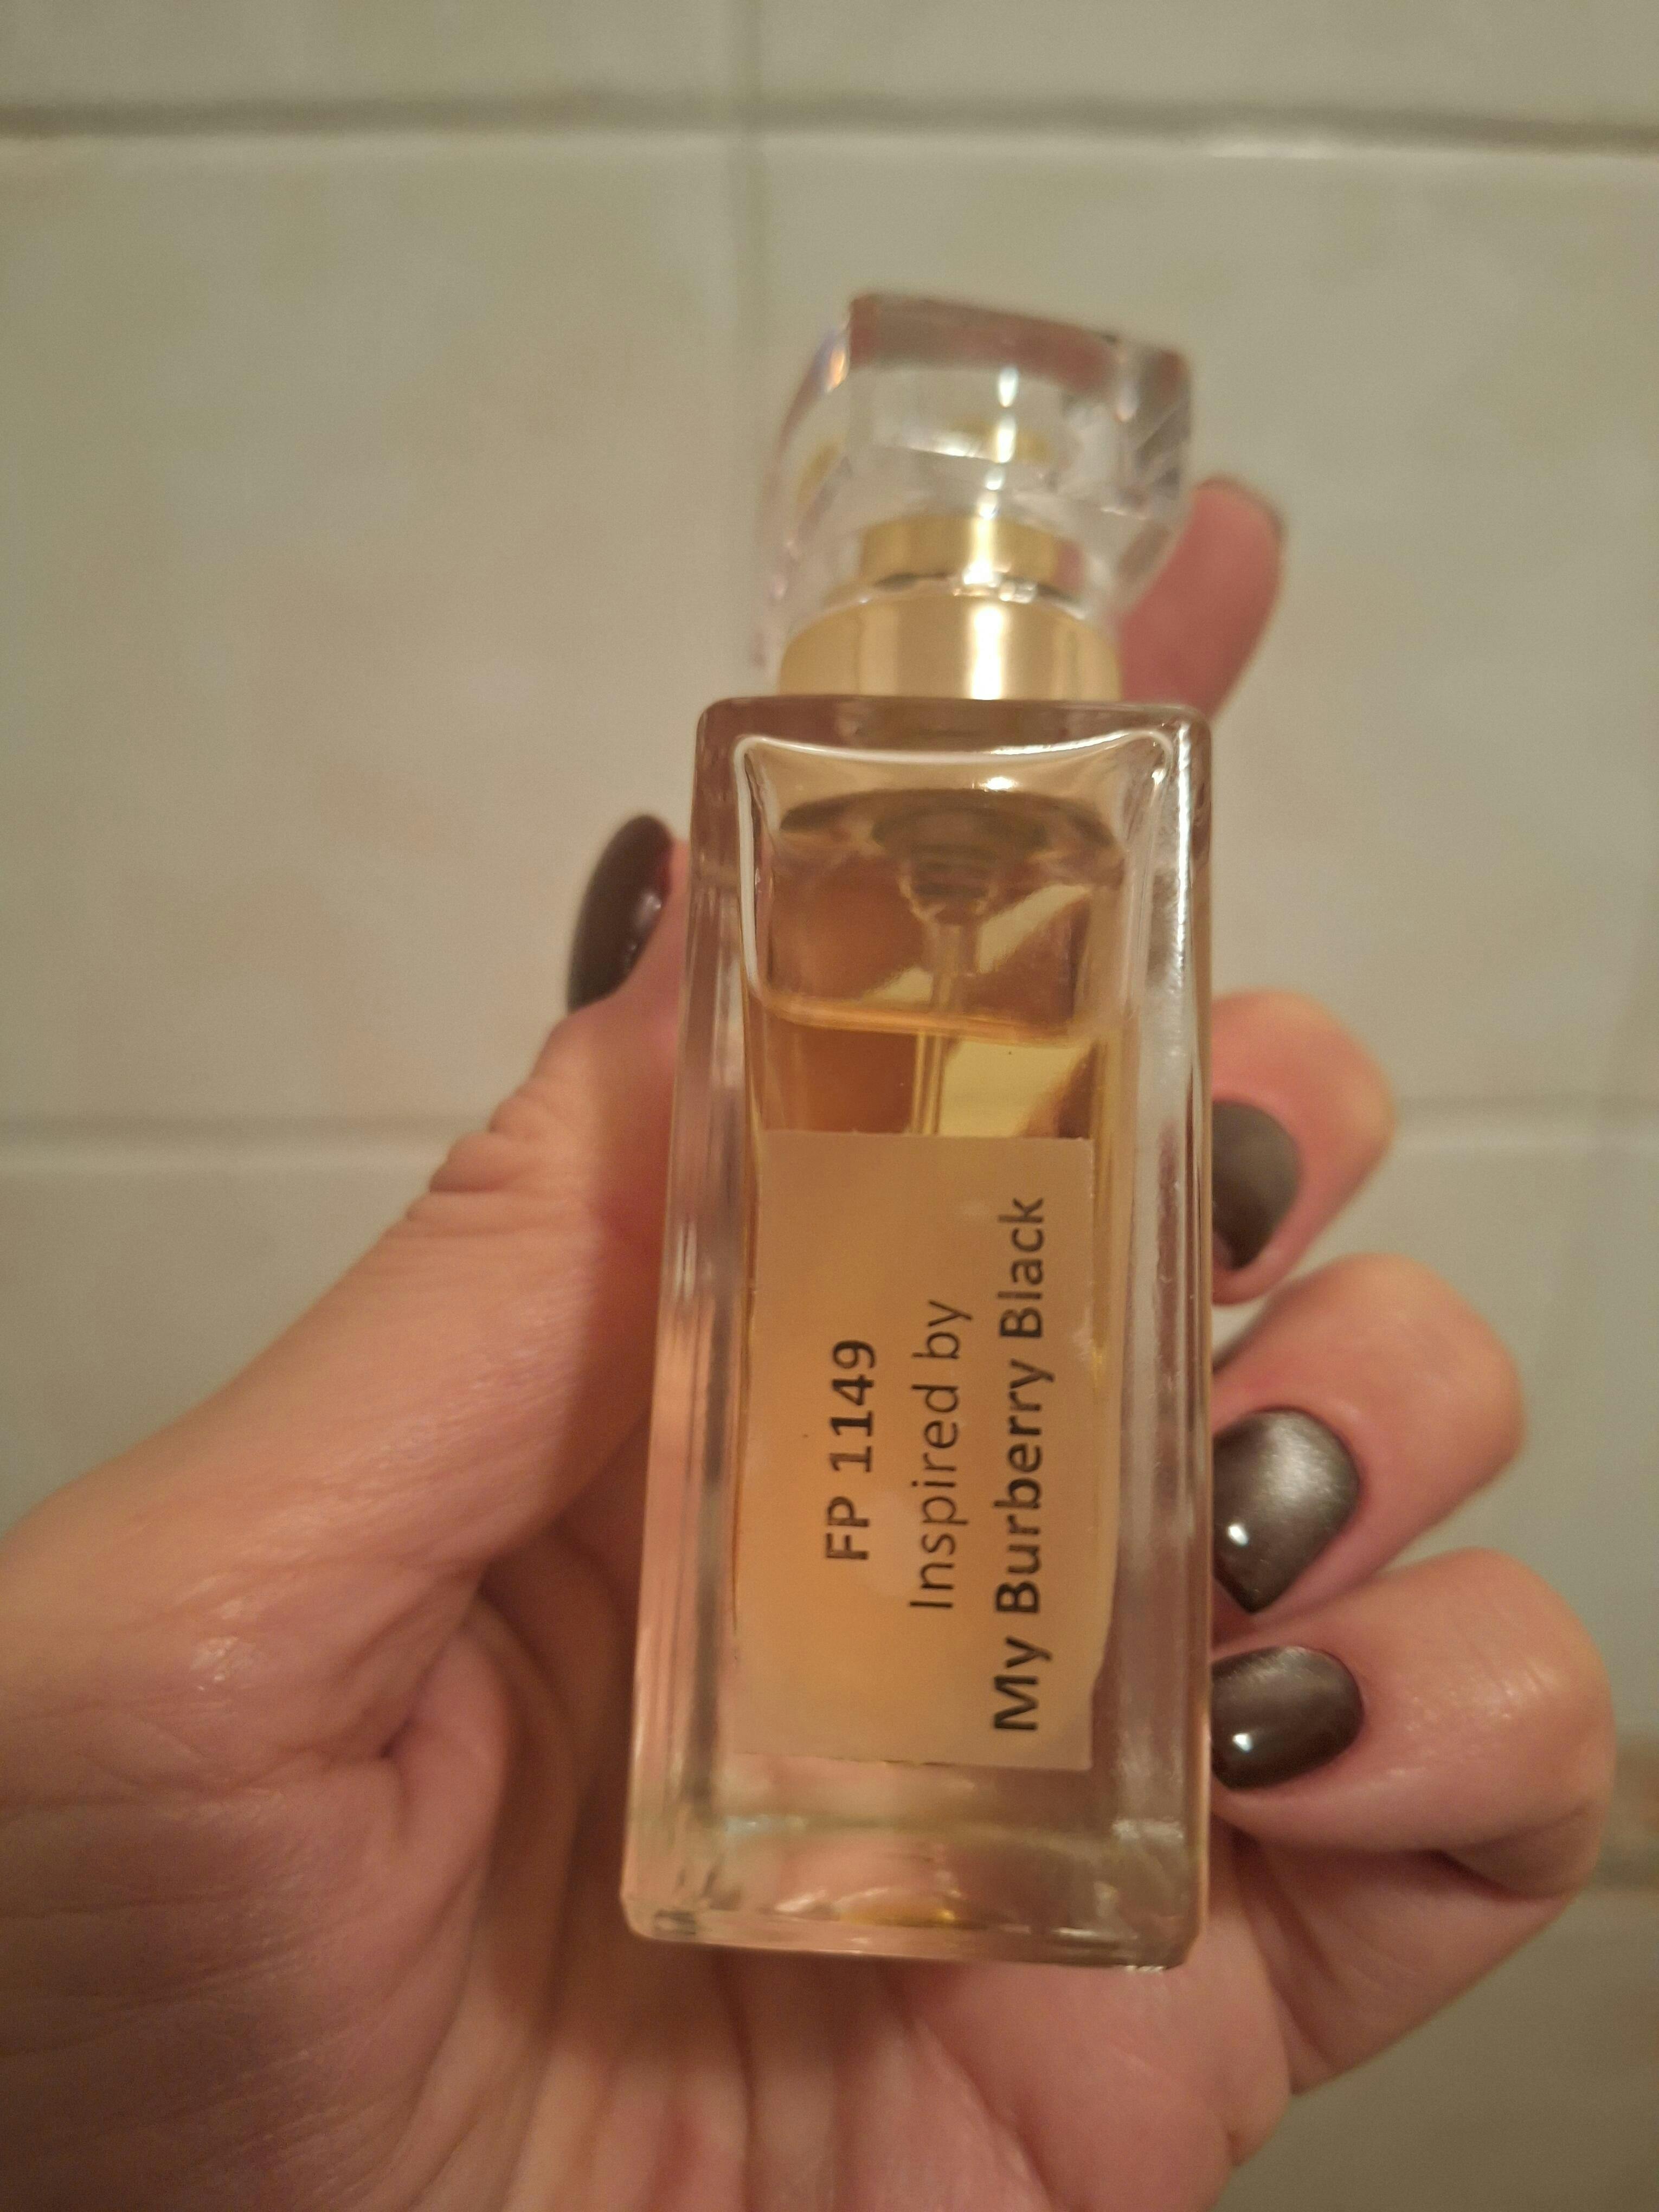 FP 1149
Inspired by
My Burberry Black